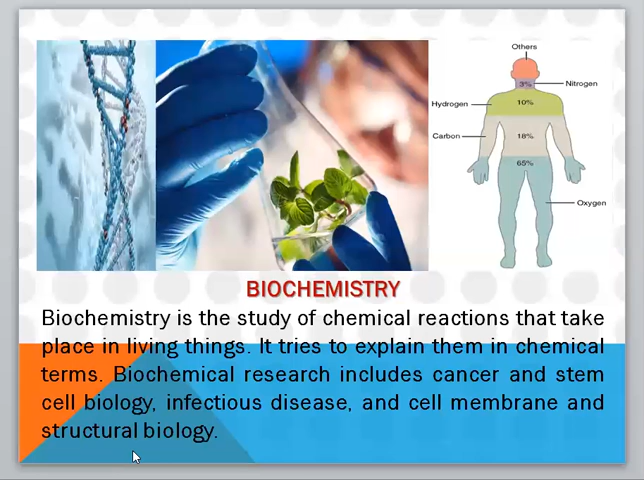 Others
3%
Nitrogen
Hydrogen
10%
Carbon
18%
65%
Oxygen
BIOCHEMISTRY
Biochemistry is the study of chemical reactions that take
place in living things. It tries to explain them in chemical
terms. Biochemical research includes cancer and stem
cell biology, infectious disease, and cell membrane and
structural biology.